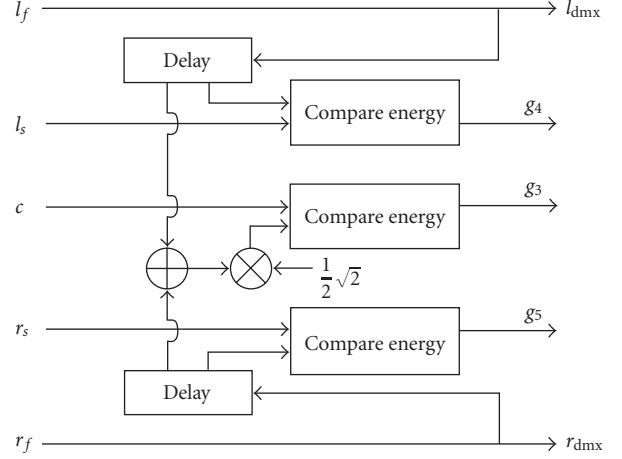 l_f l_dmx
Delay
Compare energy g_4
l_s
c Compare energy g_3
1/2 √2
r_s Compare energy g_5
Delay
r_f r_dmx